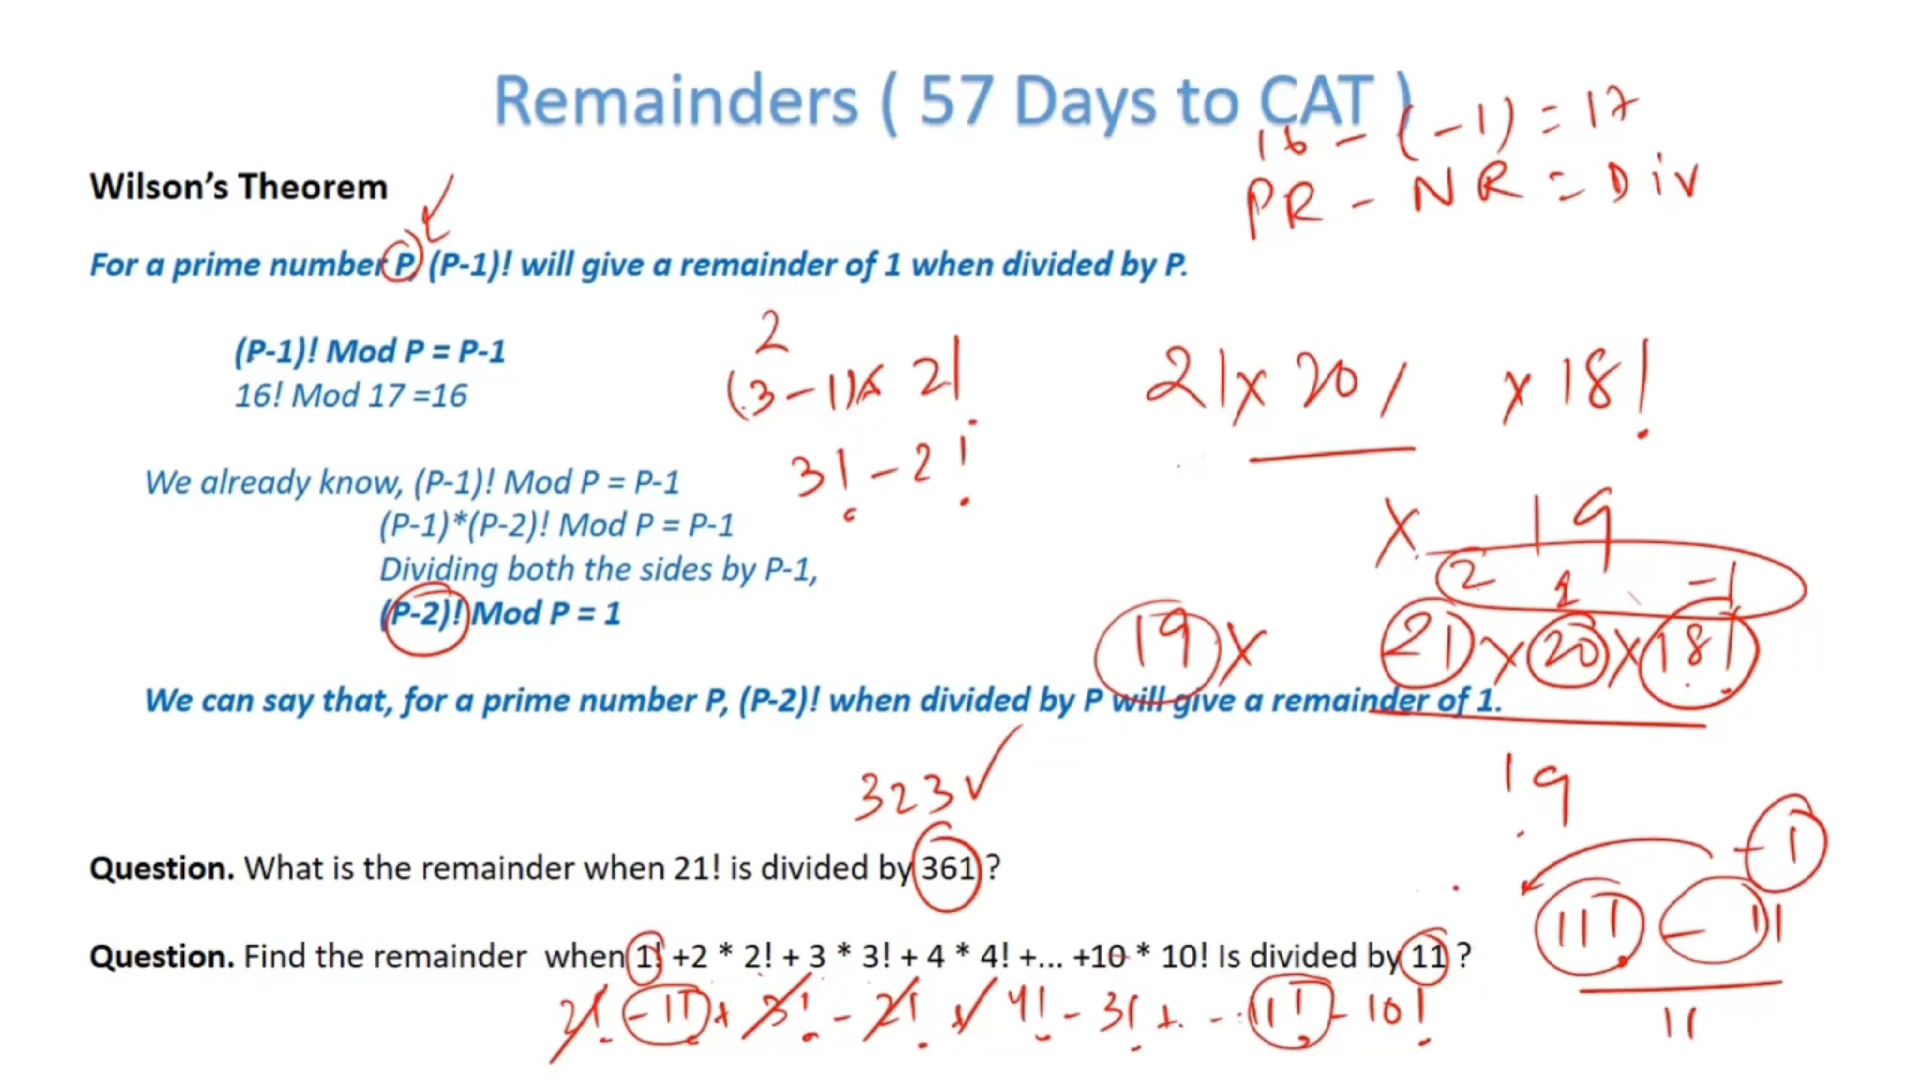 Remainders ( 57 Days to CAT )
16 - (-1) = 17
Wilson's Theorem
PR - NR = Div
For a prime number P, (P-1)! will give a remainder of 1 when divided by P.
(P-1)! Mod P = P-1
16! Mod 17 =16
2
(3-1)x 2!
21x 20 x 18!
3! - 2!
We already know, (P-1)! Mod P = P-1
(P-1)*(P-2)! Mod P = P-1
Dividing both the sides by P-1,
(P-2)! Mod P = 1
x 19
2 1 -1
19 x 21 x 20 x 18!
We can say that, for a prime number P, (P-2)! when divided by P will give a remainder of 1.
19
323 ✓
Question. What is the remainder when 21! is divided by 361 ?
-1
11! - 1!
11
Question. Find the remainder when 1! +2 * 2! + 3 * 3! + 4 * 4! +... +10 * 10! Is divided by 11 ?
2! - 1! + 3! - 2! + 4! - 3! + .. - .. 11! - 10!